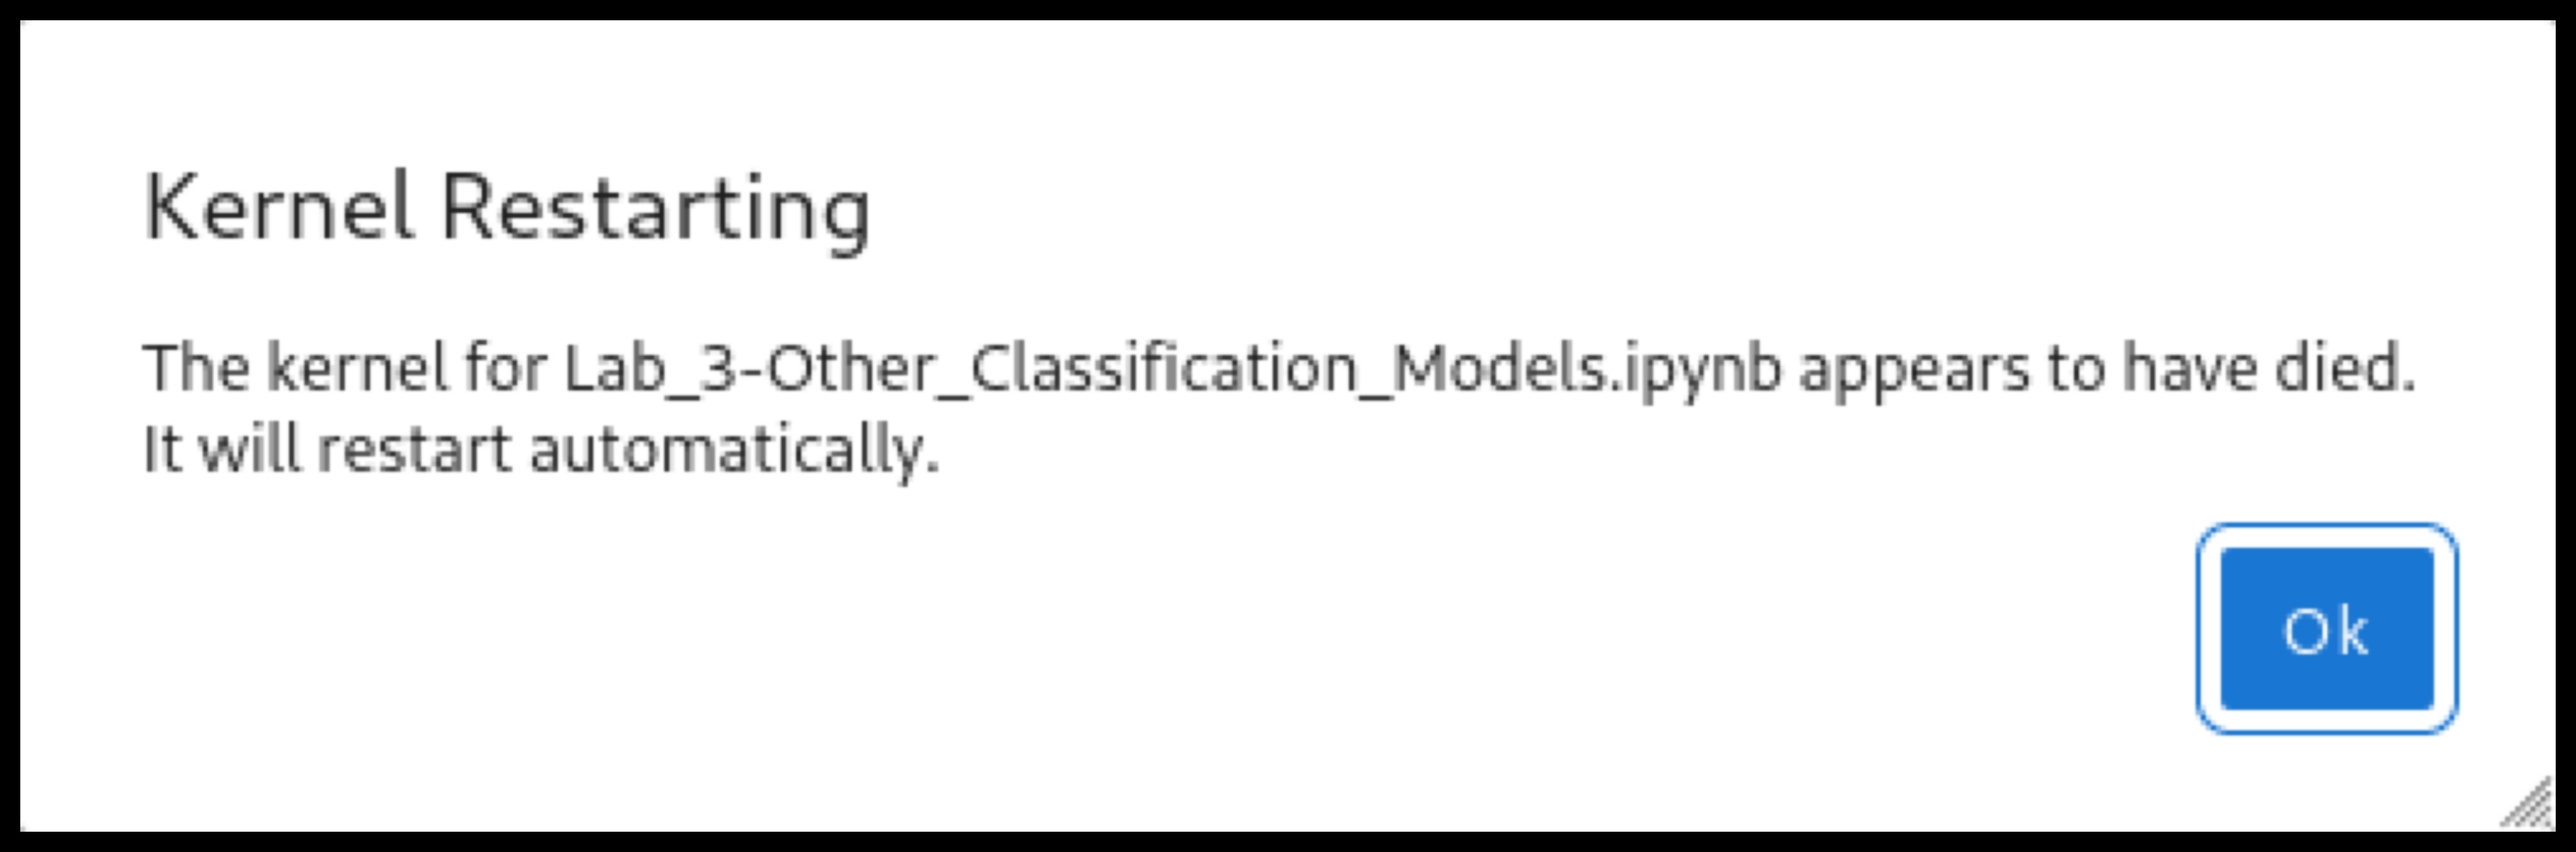 Kernel Restarting
The kernel for Lab_3-Other_Classification_Models.ipynb appears to have died.
It will restart automatically.
Ok